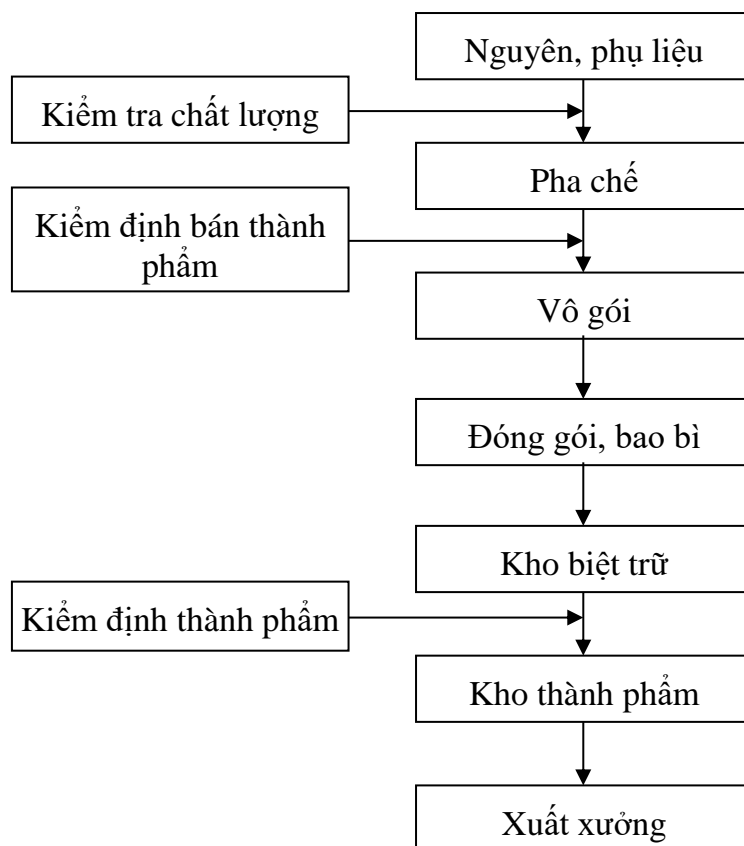 Nguyên, phụ liệu
Kiểm tra chất lượng
Pha chế
Kiểm định bán thành
phẩm
Vô gói
Đóng gói, bao bì
Kho biệt trữ
Kiểm định thành phẩm
Kho thành phẩm
Xuất xưởng